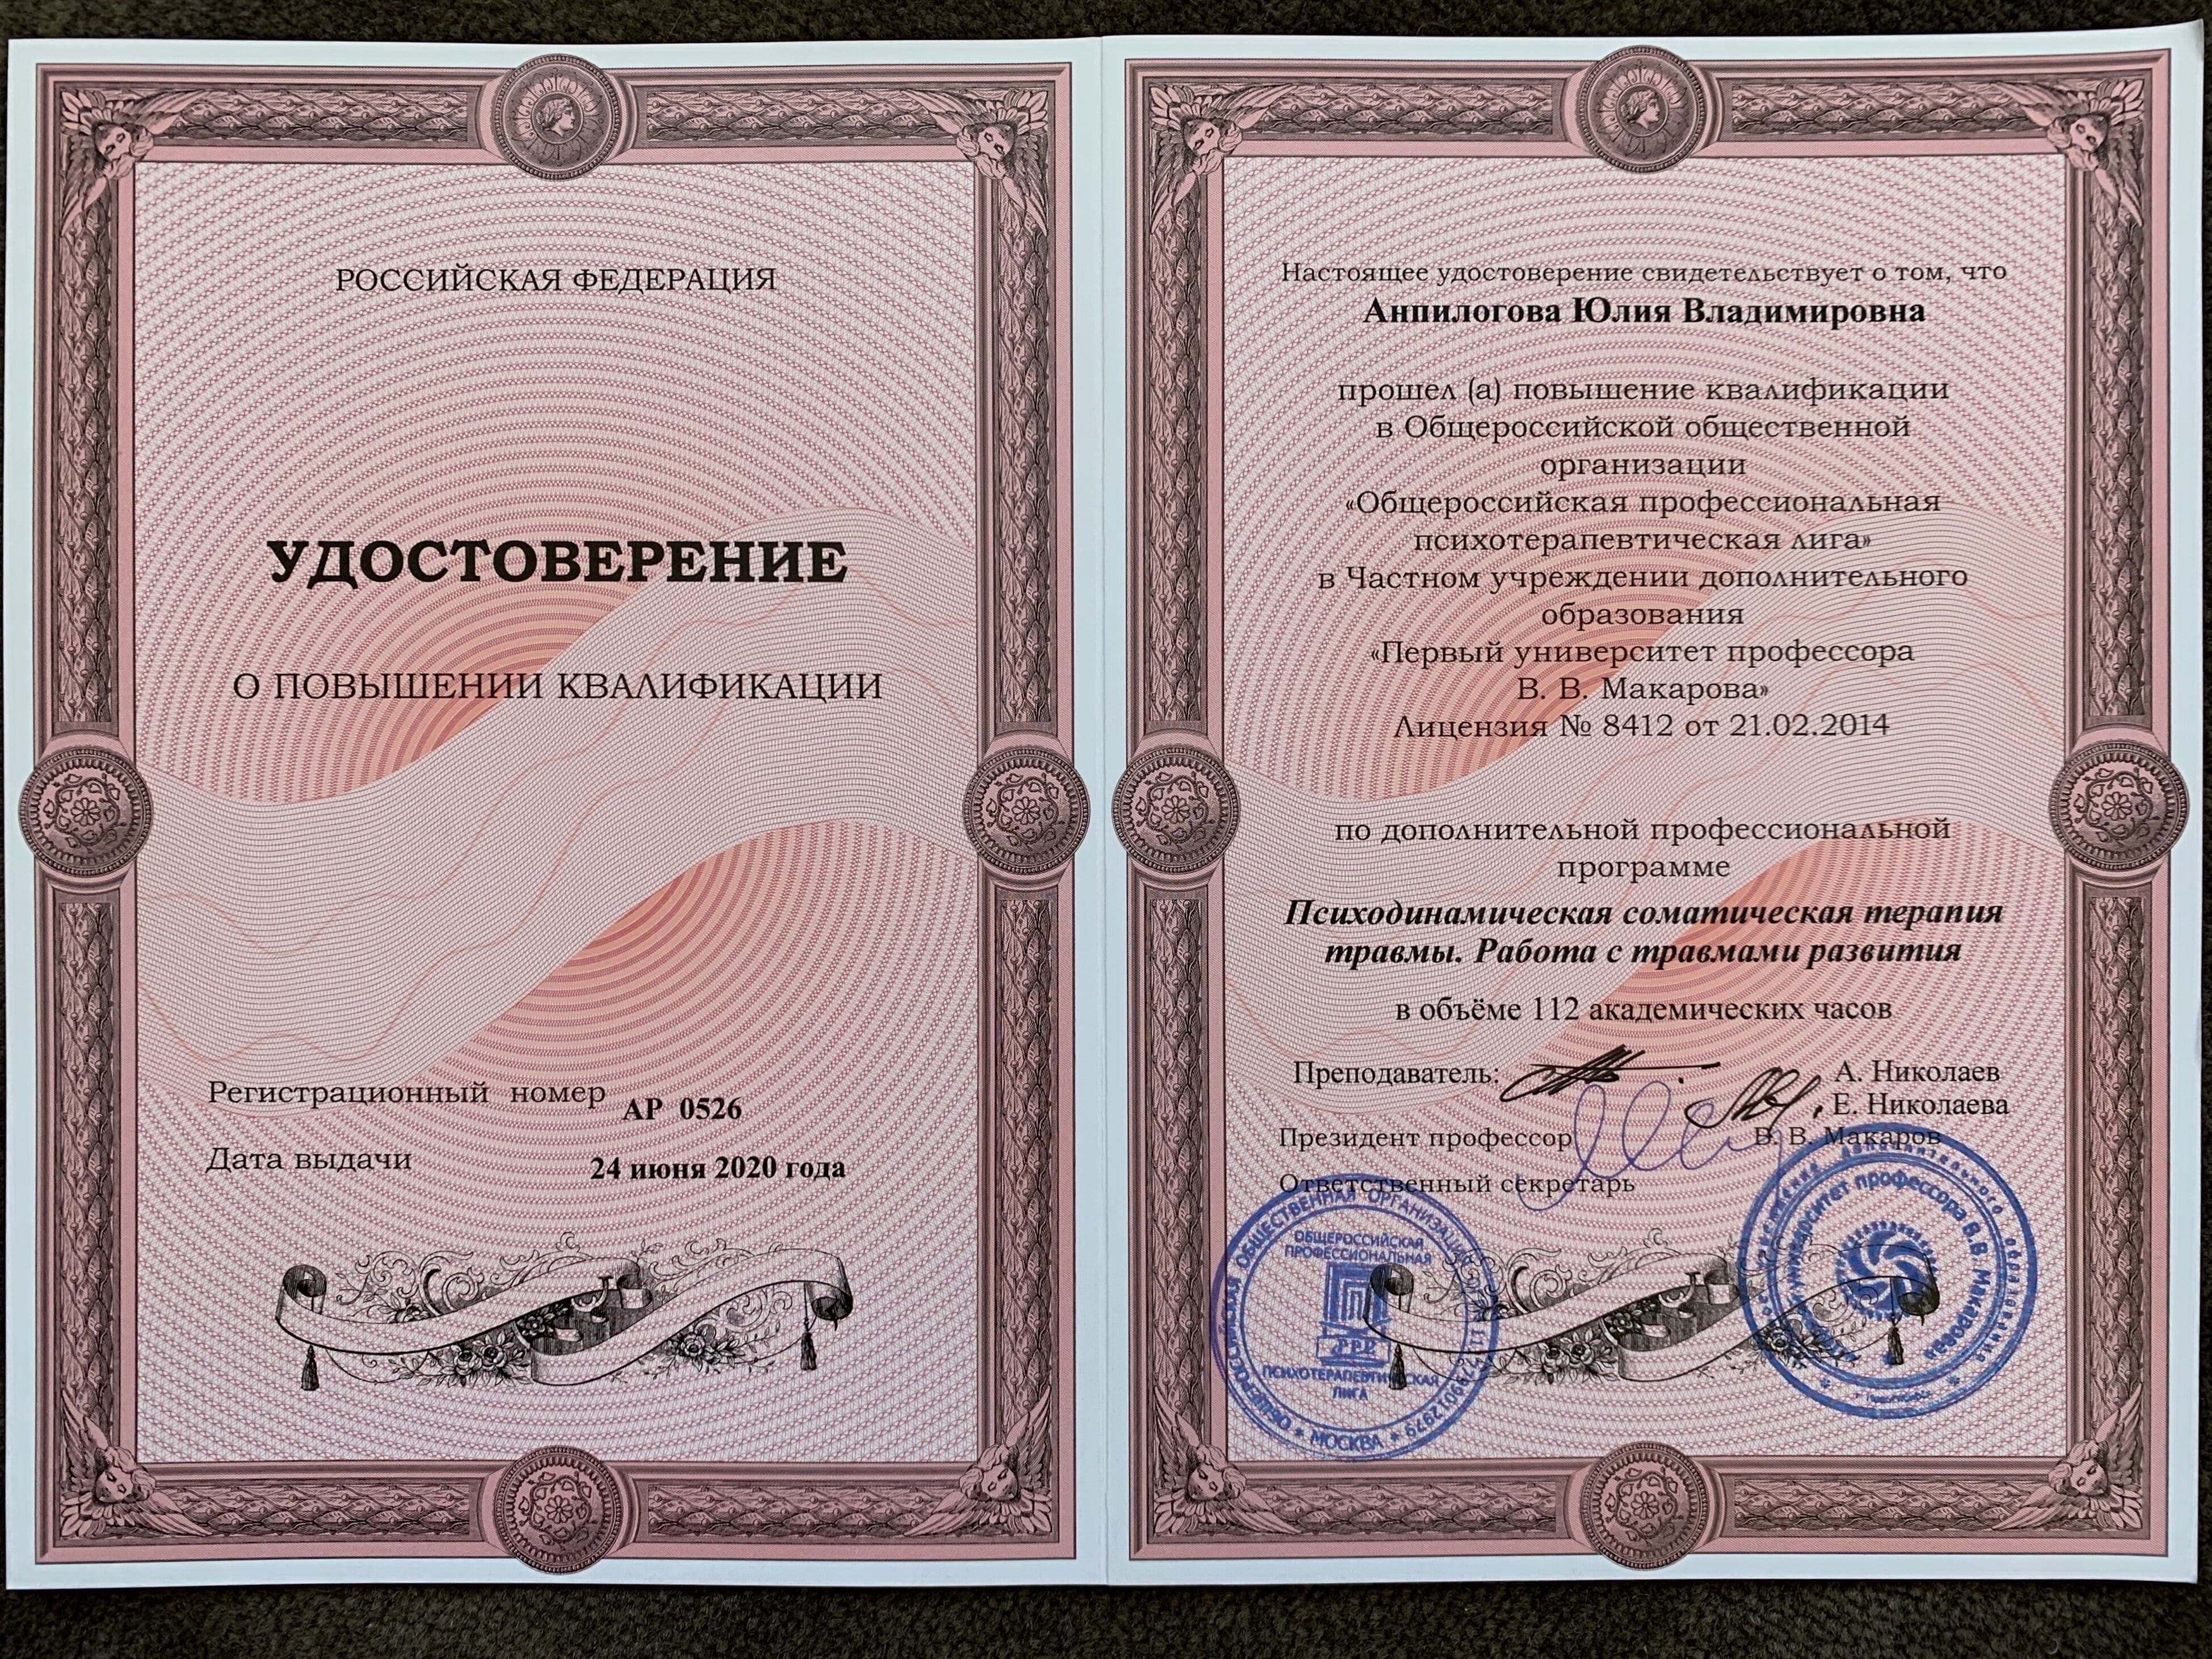 РОССИЙСКАЯ ФЕДЕРАЦИЯ
УДОСТОВЕРЕНИЕ
О ПОВЫШЕНИИ КВАЛИФИКАЦИИ
Регистрационный номер АР 0526
Дата выдачи 24 июня 2020 года
Настоящее удостоверение свидетельствует о том, что
Анпилогова Юлия Владимировна
прошел (а) повышение квалификации
в Общероссийской общественной
организации
«Общероссийская профессиональная
психотерапевтическая лига»
в Частном учреждении дополнительного
образования
«Первый университет профессора
В. В. Макарова»
Лицензия № 8412 от 21.02.2014
по дополнительной профессиональной
программе
Психодинамическая соматическая терапия
травмы. Работа с травмами развития
в объёме 112 академических часов
Преподаватель: А. Николаев
Е. Николаева
Президент профессор В. В. Макаров
Ответственный секретарь
ОБЩЕРОССИЙСКАЯ ОБЩЕСТВЕННАЯ ОРГАНИЗАЦИЯ
ОБЩЕРОССИЙСКАЯ
ПРОФЕССИОНАЛЬНАЯ
PPL
ПСИХОТЕРАПЕВТИЧЕСКАЯ
ЛИГА
* МОСКВА *
дополнительного образования
университет профессора В.В. Макарова